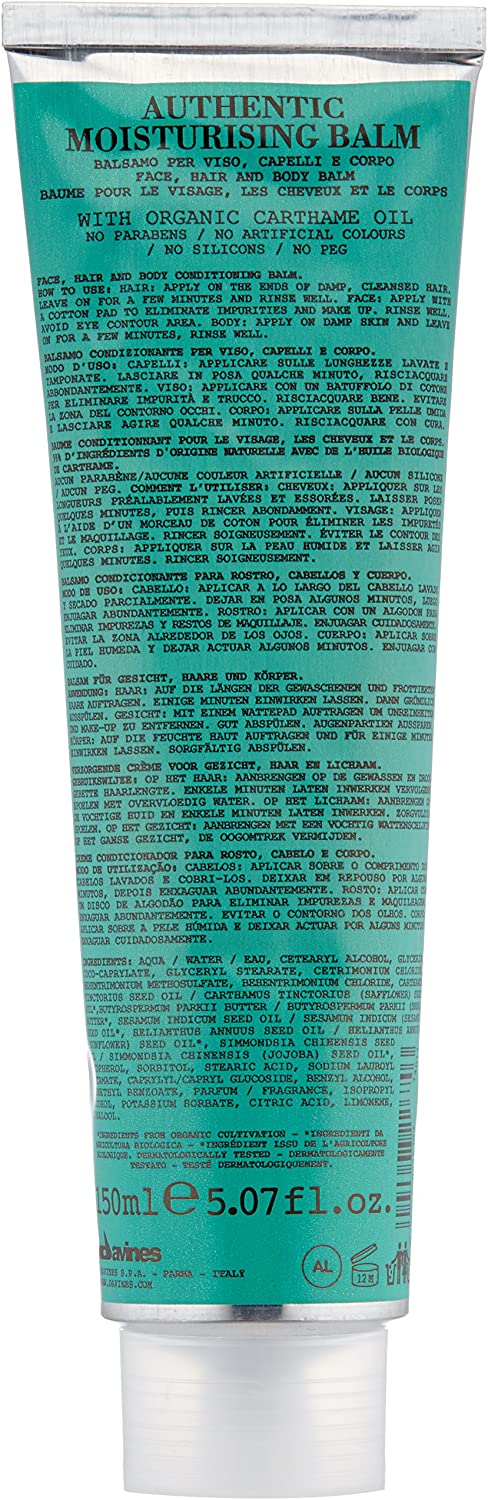 AUTHENTIC
MOISTURISING BALM
BALSAMO PER VISO, CAPELLI E CORPO
FACE, HAIR AND BODY BALM
BAUME POUR LE VISAGE, LES CHEVEUX ET LE CORPS
WITH ORGANIC CARTHAME OIL
NO PARABENS / NO ARTIFICIAL COLOURS
/ NO SILICONS / NO PEG
FACE, HAIR AND BODY CONDITIONING BALM.
HOW TO USE: HAIR: APPLY ON THE ENDS OF DAMP, CLEANSED HAIR.
LEAVE ON FOR A FEW MINUTES AND RINSE WELL. FACE: APPLY WITH
A COTTON PAD TO ELIMINATE IMPURITIES AND MAKE UP. RINSE WELL.
AVOID EYE CONTOUR AREA. BODY: APPLY ON DAMP SKIN AND LEAVE
ON FOR A FEW MINUTES, RINSE WELL.
BALSAMO CONDIZIONANTE PER VISO, CAPELLI E CORPO.
MODO D'USO: CAPELLI: APPLICARE SULLE LUNGHEZZE LAVATE E
TAMPONATE. LASCIARE IN POSA QUALCHE MINUTO, RISCIACQUARE
ABBONDANTEMENTE. VISO: APPLICARE CON UN BATUFFOLO DI COTONE
PER ELIMINARE IMPURITÀ E TRUCCO. RISCIACQUARE BENE. EVITARE
LA ZONA DEL CONTORNO OCCHI. CORPO: APPLICARE SULLA PELLE UMIDA
E LASCIARE AGIRE QUALCHE MINUTO. RISCIACQUARE CON CURA.
BAUME CONDITIONNANT POUR LE VISAGE, LES CHEVEUX ET LE CORPS.
D'INGRÉDIENTS D'ORIGINE NATURELLE AVEC DE L'HUILE BIOLOGIQUE
DE CARTHAME.
AUCUN PARABÈNE/AUCUNE COULEUR ARTIFICIELLE / AUCUN SILICONE
/ AUCUN PEG. COMMENT L'UTILISER: CHEVEUX: APPLIQUER SUR LES
LONGUEURS PRÉALABLEMENT LAVÉES ET ESSORÉES. LAISSER POSER
QUELQUES MINUTES, PUIS RINCER ABONDAMMENT. VISAGE: APPLIQUER
À L'AIDE D'UN MORCEAU DE COTON POUR ÉLIMINER LES IMPURETÉS
ET LE MAQUILLAGE. RINCER SOIGNEUSEMENT. ÉVITER LE CONTOUR DES
YEUX. CORPS: APPLIQUER SUR LA PEAU HUMIDE ET LAISSER AGIR
QUELQUES MINUTES. RINCER SOIGNEUSEMENT.
BALSAMO CONDICIONANTE PARA ROSTRO, CABELLOS Y CUERPO.
MODO DE USO: CABELLO: APLICAR A LO LARGO DEL CABELLO LAVADO
Y SECADO PARCIALMENTE. DEJAR EN POSA ALGUNOS MINUTOS, LUEGO
ENJUAGAR ABUNDANTEMENTE. ROSTRO: APLICAR CON UN ALGODON PARA
ELIMINAR IMPUREZAS Y RESTOS DE MAQUILLAJE. ENJUAGAR CUIDADOSAMENTE.
EVITAR LA ZONA ALREDEDOR DE LOS OJOS. CUERPO: APLICAR SOBRE
LA PIEL HUMEDA Y DEJAR ACTUAR ALGUNOS MINUTOS. ENJUAGAR CON
CUIDADO.
BALSAM FÜR GESICHT, HAARE UND KÖRPER.
ANWENDUNG: HAAR: AUF DIE LÄNGEN DER GEWASCHENEN UND FROTTIERTEN
HAARE AUFTRAGEN. EINIGE MINUTEN EINWIRKEN LASSEN. DANN GRÜNDLICH
AUSSPÜLEN. GESICHT: MIT EINEM WATTEPAD AUFTRAGEN UM UNREINHEITEN
UND MAKE-UP ZU ENTFERNEN. GUT ABSPÜLEN. AUGENPARTIEN AUSSPAREN.
KÖRPER: AUF DIE FEUCHTE HAUT AUFTRAGEN UND FÜR EINIGE MINUTEN
EINWIRKEN LASSEN. SORGFÄLTIG ABSPÜLEN.
VERSORGENDE CRÈME VOOR GEZICHT, HAAR EN LICHAAM.
GEBRUIKSWIJZE: OP HET HAAR: AANBRENGEN OP DE GEWASSEN EN DROOG
GEDETTE HAARLENGTE. ENKELE MINUTEN LATEN INWERKEN VERVOLGENS
SPOELEN MET OVERVLOEDIG WATER. OP HET LICHAAM: AANBRENGEN OP
DE VOCHTIGE HUID EN ENKELE MINUTEN LATEN INWERKEN. ZORGVULDIG
SPOELEN. OP HET GEZICHT: AANBRENGEN MET EEN VOCHTIG WATTENSCHIJFJE
OP HET GANSE GEZICHT, DE OOGOMTREK VERMIJDEN.
CREME CONDICIONADOR PARA ROSTO, CABELO E CORPO.
MODO DE UTILIZAÇÃO: CABELOS: APLICAR SOBRE O COMPRIMENTO DOS
CABELOS LAVADOS E COBRI-LOS. DEIXAR EM REPOUSO POR ALGUNS
MINUTOS, DEPOIS ENXAGUAR ABUNDANTEMENTE. ROSTO: APLICAR COM
UM DISCO DE ALGODÃO PARA ELIMINAR IMPUREZAS E MAQUILHAGEM.
ENXAGUAR ABUNDANTEMENTE. EVITAR O CONTORNO DOS OLHOS. CORPO:
APLICAR SOBRE A PELE HÚMIDA E DEIXAR ACTUAR POR ALGUNS MINUTOS.
ENXAGUAR CUIDADOSAMENTE.
INGREDIENTS: AQUA / WATER / EAU, CETEARYL ALCOHOL,
COCO-CAPRYLATE, GLYCERYL STEARATE, CETRIMONIUM CHLORIDE,
BEHENTRIMONIUM METHOSULFATE, BEHENTRIMONIUM CHLORIDE, CARTHAMUS
TINCTORIUS SEED OIL / CARTHAMUS TINCTORIUS (SAFFLOWER) SEED
OIL*, BUTYROSPERMUM PARKII BUTTER / BUTYROSPERMUM PARKII (SHEA)
BUTTER*, SESAMUM INDICUM SEED OIL / SESAMUM INDICUM (SESAME)
SEED OIL*, HELIANTHUS ANNUUS SEED OIL / HELIANTHUS ANNUUS
(SUNFLOWER) SEED OIL*, SIMMONDSIA CHINENSIS SEED
OIL / SIMMONDSIA CHINENSIS (JOJOBA) SEED OIL*,
TOCOPHEROL, SORBITOL, STEARIC ACID, SODIUM LAUROYL
GLUTAMATE, CAPRYLYL/CAPRYL GLUCOSIDE, BENZYL ALCOHOL,
METHYL BENZOATE, PARFUM / FRAGRANCE, ISOPROPYL
ALCOHOL, POTASSIUM SORBATE, CITRIC ACID, LIMONENE,
LINALOOL.
*INGREDIENTS FROM ORGANIC CULTIVATION – *INGREDIENTI DA
AGRICOLTURA BIOLOGICA – *INGRÉDIENT ISSU DE L'AGRICULTURE
BIOLOGIQUE. DERMATOLOGICALLY TESTED – DERMATOLOGICAMENTE
TESTATO – TESTÉ DERMATOLOGIQUEMENT.
150ml e 5.07fl.oz.
davines
DAVINES S.P.A. – PARMA – ITALY
WWW.DAVINES.COM
AL
12 M